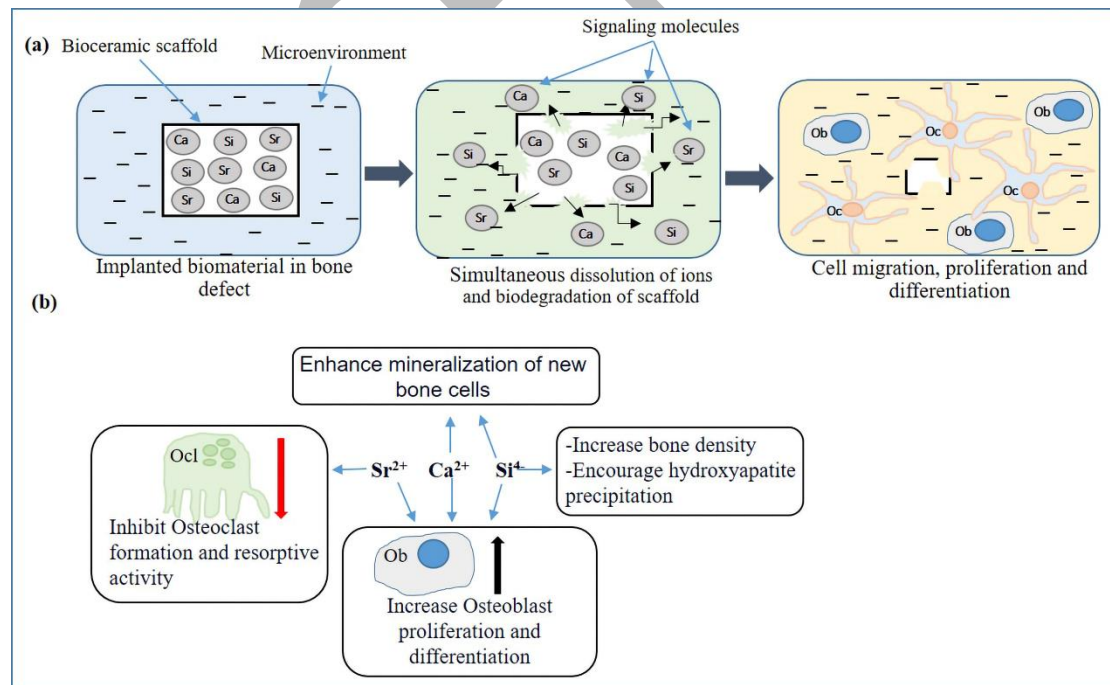 (a)
Bioceramic scaffold
Microenvironment
Signaling molecules
Ca Si Sr
Si Sr Ca
Sr Ca Si
Implanted biomaterial in bone
defect
Ca
Si
Ca
Si
Sr
Si
Ca
Sr
Si
Sr
Ca
Si
Simultaneous dissolution of ions
and biodegradation of scaffold
Ob
Oc
Ob
Oc
Oc
Ob
Cell migration, proliferation and
differentiation
(b)
Enhance mineralization of new
bone cells
Ocl
Inhibit Osteoclast
formation and resorptive
activity
Sr2+ Ca2+ Si4-
-Increase bone density
-Encourage hydroxyapatite
precipitation
Ob
Increase Osteoblast
proliferation and
differentiation